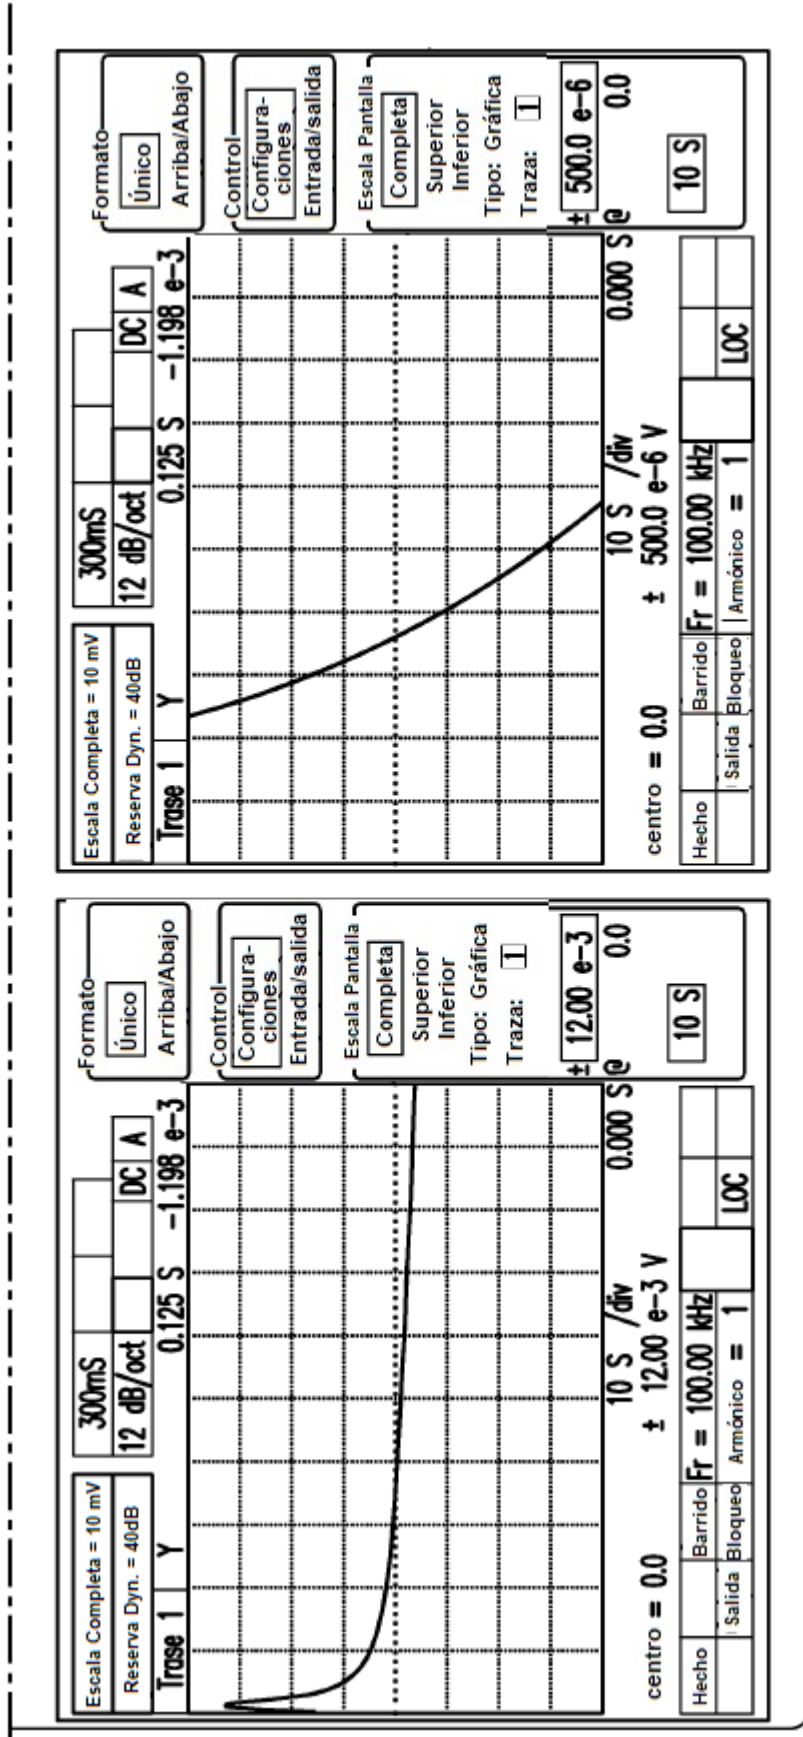 Escala Completa = 10 mV
Reserva Dyn. = 40dB
300mS
12 dB/oct
DC A
Trase 1 Y
0.125 S -1.198 e-3
10 S /div
0.000 S
centro = 0.0
± 12.00 e-3 V
Hecho
Barrido
Fr = 100.00 kHz
Salida
Bloqueo
Armónico = 1
LOC
Formato
Único
Arriba/Abajo
Control
Configura-
ciones
Entrada/salida
Escala Pantalla
Completa
Superior
Inferior
Tipo: Gráfica
Traza: 1
± 12.00 e-3
@ 0.0
10 S
Escala Completa = 10 mV
Reserva Dyn. = 40dB
300mS
12 dB/oct
DC A
Trase 1 Y
0.125 S -1.198 e-3
10 S /div
0.000 S
centro = 0.0
± 500.0 e-6 V
Hecho
Barrido
Fr = 100.00 kHz
Salida
Bloqueo
Armónico = 1
LOC
Formato
Único
Arriba/Abajo
Control
Configura-
ciones
Entrada/salida
Escala Pantalla
Completa
Superior
Inferior
Tipo: Gráfica
Traza: 1
± 500.0 e-6
@ 0.0
10 S